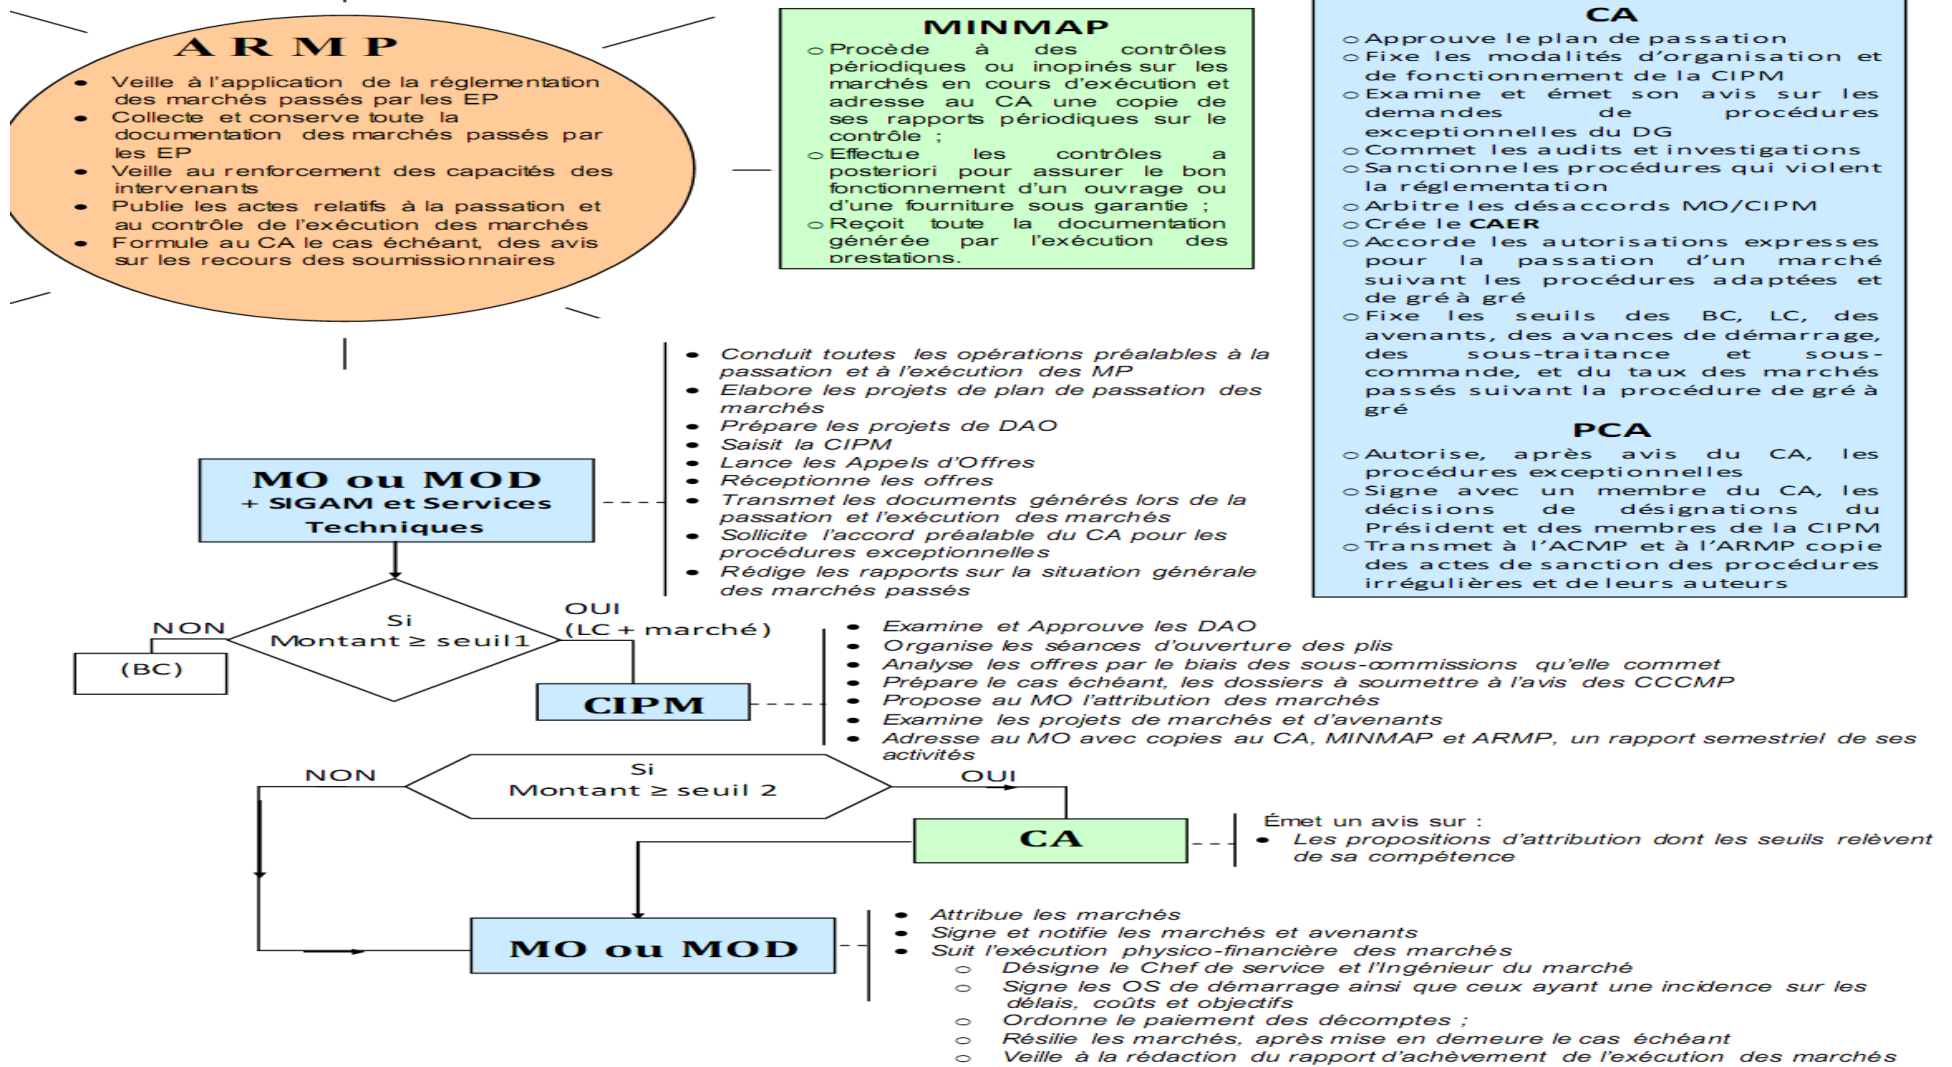 A R M P
• Veille à l'application de la réglementation
des marchés passés par les EP
• Collecte et conserve toute la
documentation des marchés passés par
les EP
• Veille au renforcement des capacités des
intervenants
• Publie les actes relatifs à la passation et
au contrôle de l'exécution des marchés
• Formule au CA le cas échéant, des avis
sur les recours des soumissionnaires
MINMAP
○ Procède à des contrôles
périodiques ou inopinés sur les
marchés en cours d'exécution et
adresse au CA une copie de
ses rapports périodiques sur le
contrôle ;
○ Effectue les contrôles a
posteriori pour assurer le bon
fonctionnement d'un ouvrage ou
d'une fourniture sous garantie ;
○ Reçoit toute la documentation
générée par l'exécution des
prestations.
CA
○ Approuve le plan de passation
○ Fixe les modalités d'organisation et
de fonctionnement de la CIPM
○ Examine et émet son avis sur les
demandes de procédures
exceptionnelles du DG
○ Commet les audits et investigations
○ Sanctionne les procédures qui violent
la réglementation
○ Arbitre les désaccords MO/CIPM
○ Crée le CAER
○ Accorde les autorisations expresses
pour la passation d'un marché
suivant les procédures adaptées et
de gré à gré
○ Fixe les seuils des BC, LC, des
avenants, des avances de démarrage,
des sous-traitance et sous-
commande, et du taux des marchés
passés suivant la procédure de gré à
gré
PCA
○ Autorise, après avis du CA, les
procédures exceptionnelles
○ Signe avec un membre du CA, les
décisions de désignations du
Président et des membres de la CIPM
○ Transmet à l'ACMP et à l'ARMP copie
des actes de sanction des procédures
irrégulières et de leurs auteurs
MO ou MOD
+ SIGAM et Services
Techniques
• Conduit toutes les opérations préalables à la
passation et à l'exécution des MP
• Elabore les projets de plan de passation des
marchés
• Prépare les projets de DAO
• Saisit la CIPM
• Lance les Appels d'Offres
• Réceptionne les offres
• Transmet les documents générés lors de la
passation et l'exécution des marchés
• Sollicite l'accord préalable du CA pour les
procédures exceptionnelles
• Rédige les rapports sur la situation générale
des marchés passés
Si
Montant ≥ seuil1
NON
(BC)
OUI
(LC + marché)
CIPM
• Examine et Approuve les DAO
• Organise les séances d'ouverture des plis
• Analyse les offres par le biais des sous-commissions qu'elle commet
• Prépare le cas échéant, les dossiers à soumettre à l'avis des CCCMP
• Propose au MO l'attribution des marchés
• Examine les projets de marchés et d'avenants
• Adresse au MO avec copies au CA, MINMAP et ARMP, un rapport semestriel de ses
activités
NON
Si
Montant ≥ seuil 2
OUI
CA
Émet un avis sur :
• Les propositions d'attribution dont les seuils relèvent
de sa compétence
MO ou MOD
• Attribue les marchés
• Signe et notifie les marchés et avenants
• Suit l'exécution physico-financière des marchés
○ Désigne le Chef de service et l'Ingénieur du marché
○ Signe les OS de démarrage ainsi que ceux ayant une incidence sur les
délais, coûts et objectifs
○ Ordonne le paiement des décomptes ;
○ Résilie les marchés, après mise en demeure le cas échéant
○ Veille à la rédaction du rapport d'achèvement de l'exécution des marchés